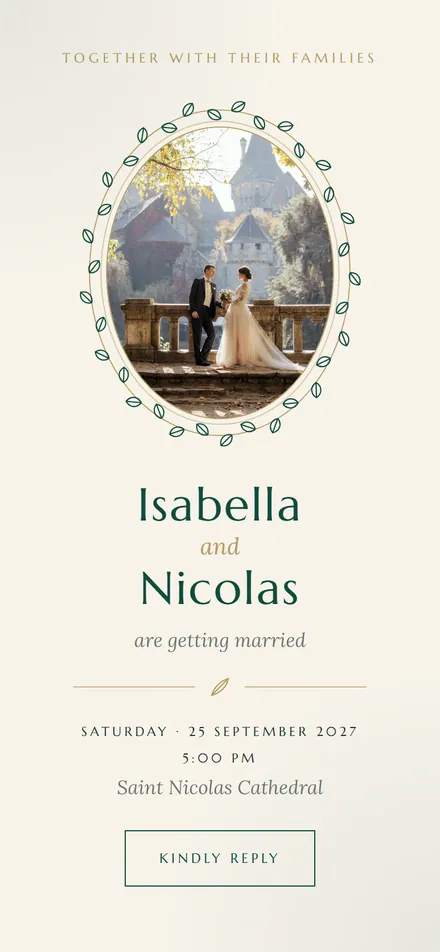 TOGETHER WITH THEIR FAMILIES
Isabella
and
Nicolas
are getting married
SATURDAY · 25 SEPTEMBER 2027
5:00 PM
Saint Nicolas Cathedral
KINDLY REPLY